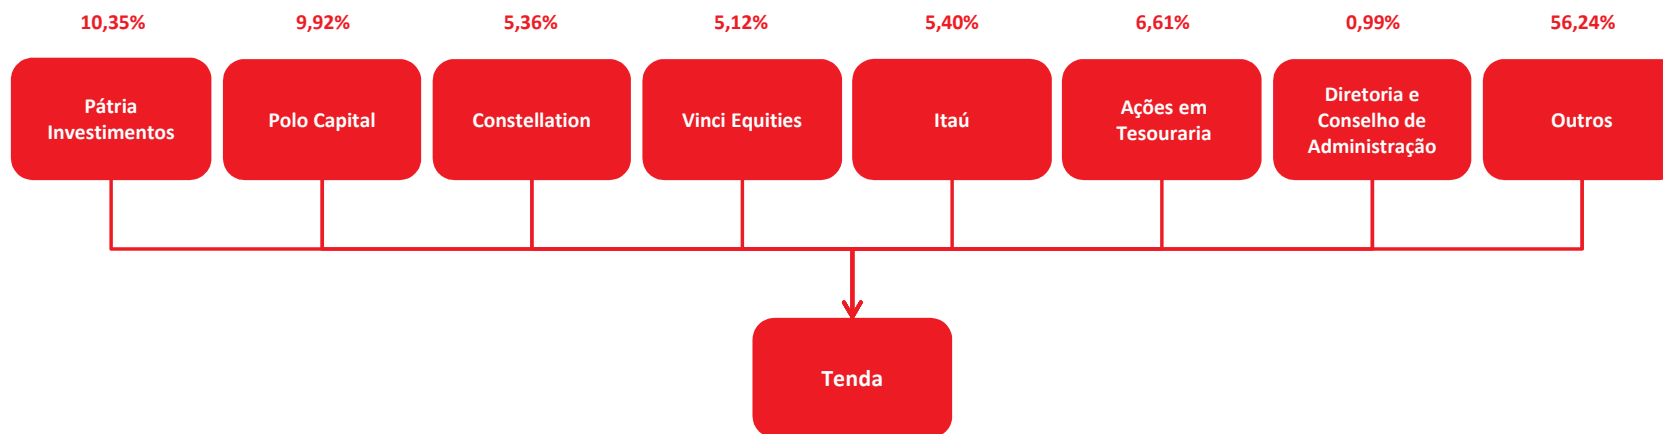 10,35% 9,92% 5,36% 5,12% 5,40% 6,61% 0,99% 56,24%
Pátria
Investimentos
Polo Capital
Constellation
Vinci Equities
Itaú
Ações em
Tesouraria
Diretoria e
Conselho de
Administração
Outros
Tenda